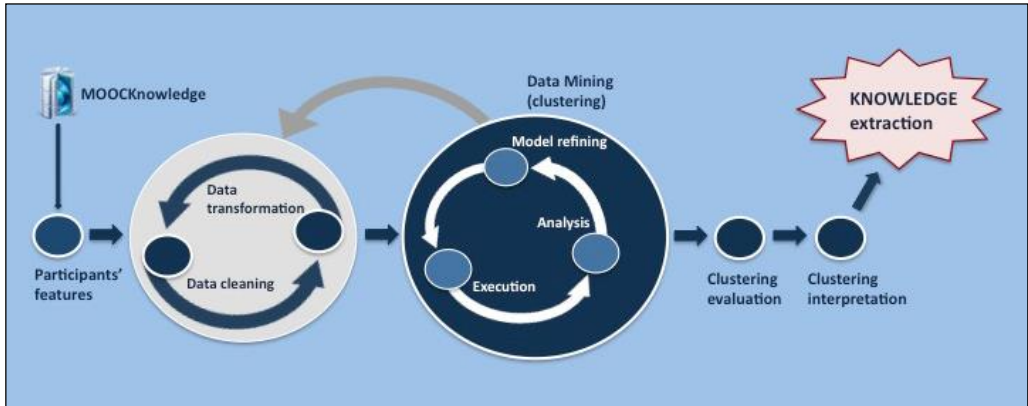 MOOCKnowledge
Participants'
features
Data
transformation
Data cleaning
Data Mining
(clustering)
Model refining
Analysis
Execution
Clustering
evaluation
Clustering
interpretation
KNOWLEDGE
extraction